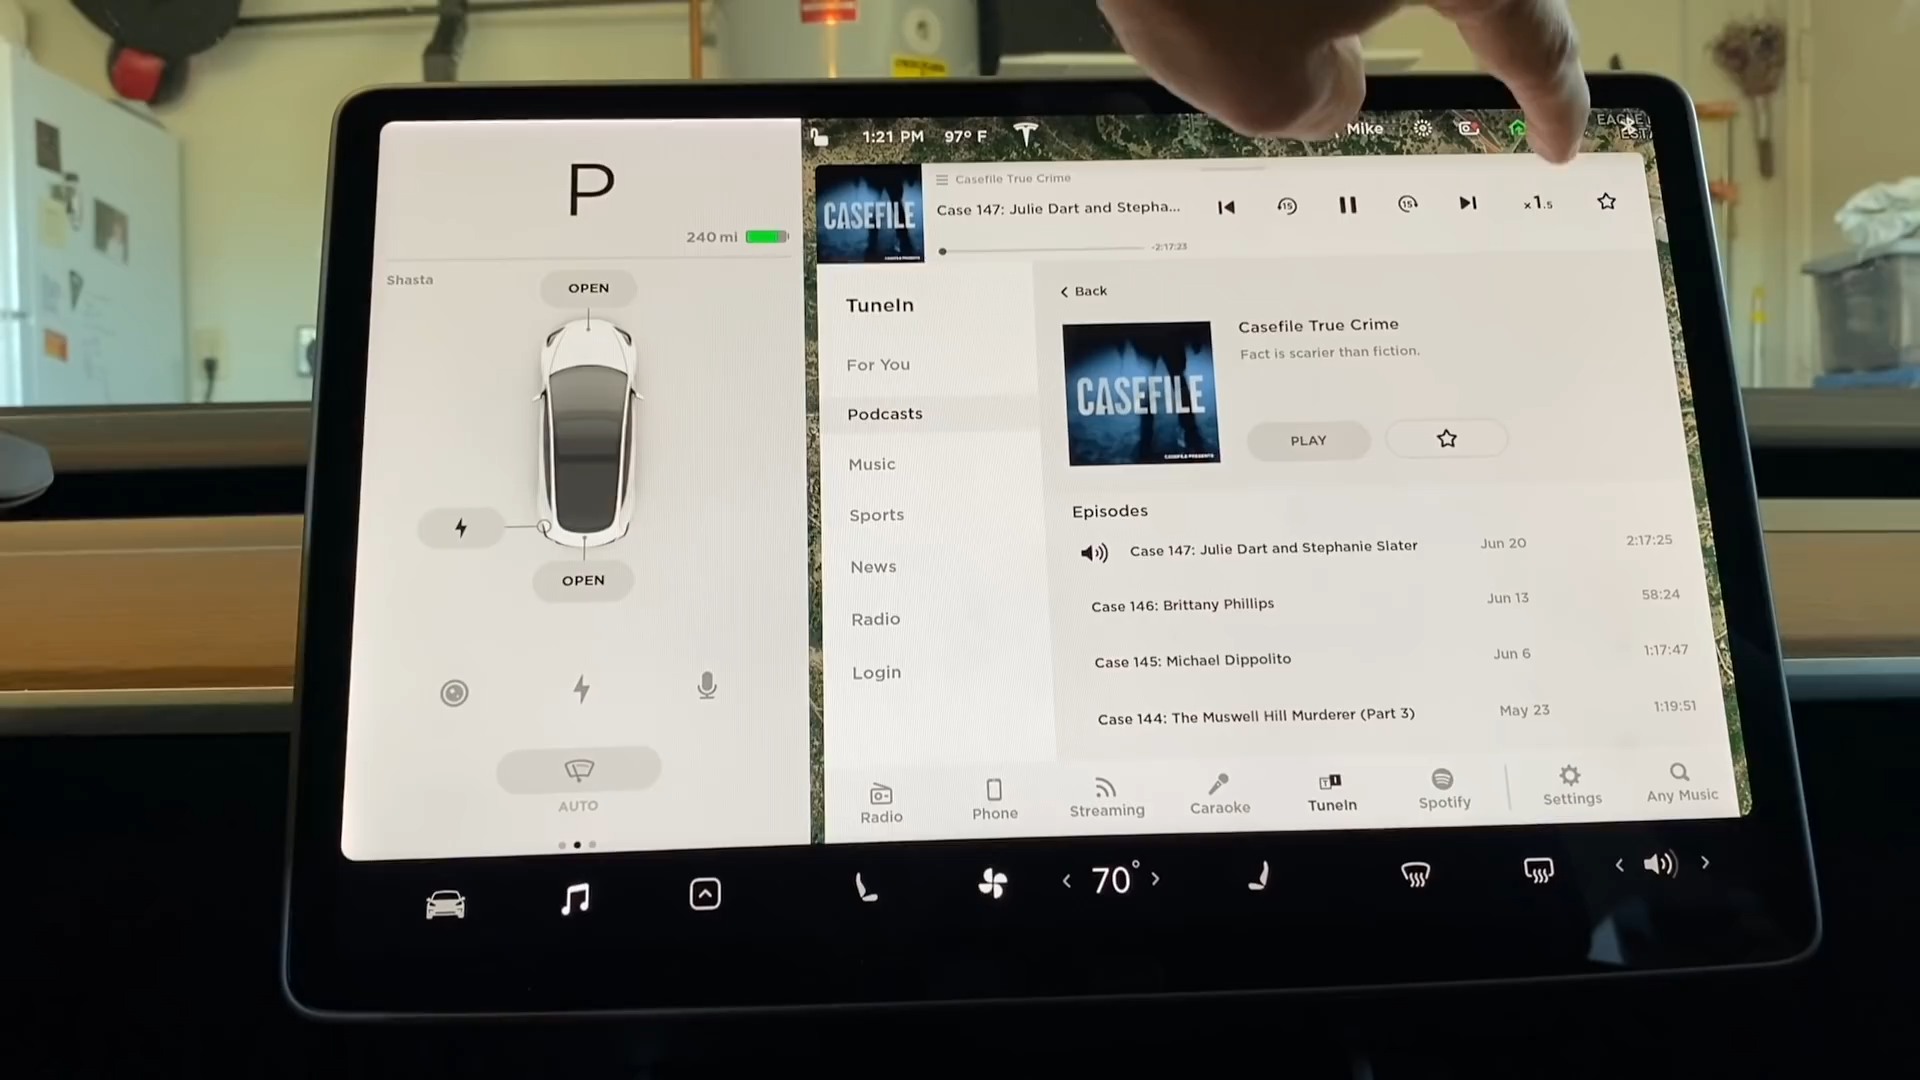 P
240 mi
Shasta
OPEN
OPEN
AUTO
1:21 PM 97° F
Mike
CASEFILE
Casefile True Crime
Case 147: Julie Dart and Stepha...
15
15
x1.5
-2:17:23
TuneIn
For You
Podcasts
Music
Sports
News
Radio
Login
Back
CASEFILE
CASEFILE PRESENTS
Casefile True Crime
Fact is scarier than fiction.
PLAY
Episodes
Case 147: Julie Dart and Stephanie Slater Jun 20 2:17:25
Case 146: Brittany Phillips Jun 13 58:24
Case 145: Michael Dippolito Jun 6 1:17:47
Case 144: The Muswell Hill Murderer (Part 3) May 23 1:19:51
Radio
Phone
Streaming
Caraoke
TuneIn
Spotify
Settings
Any Music
70°